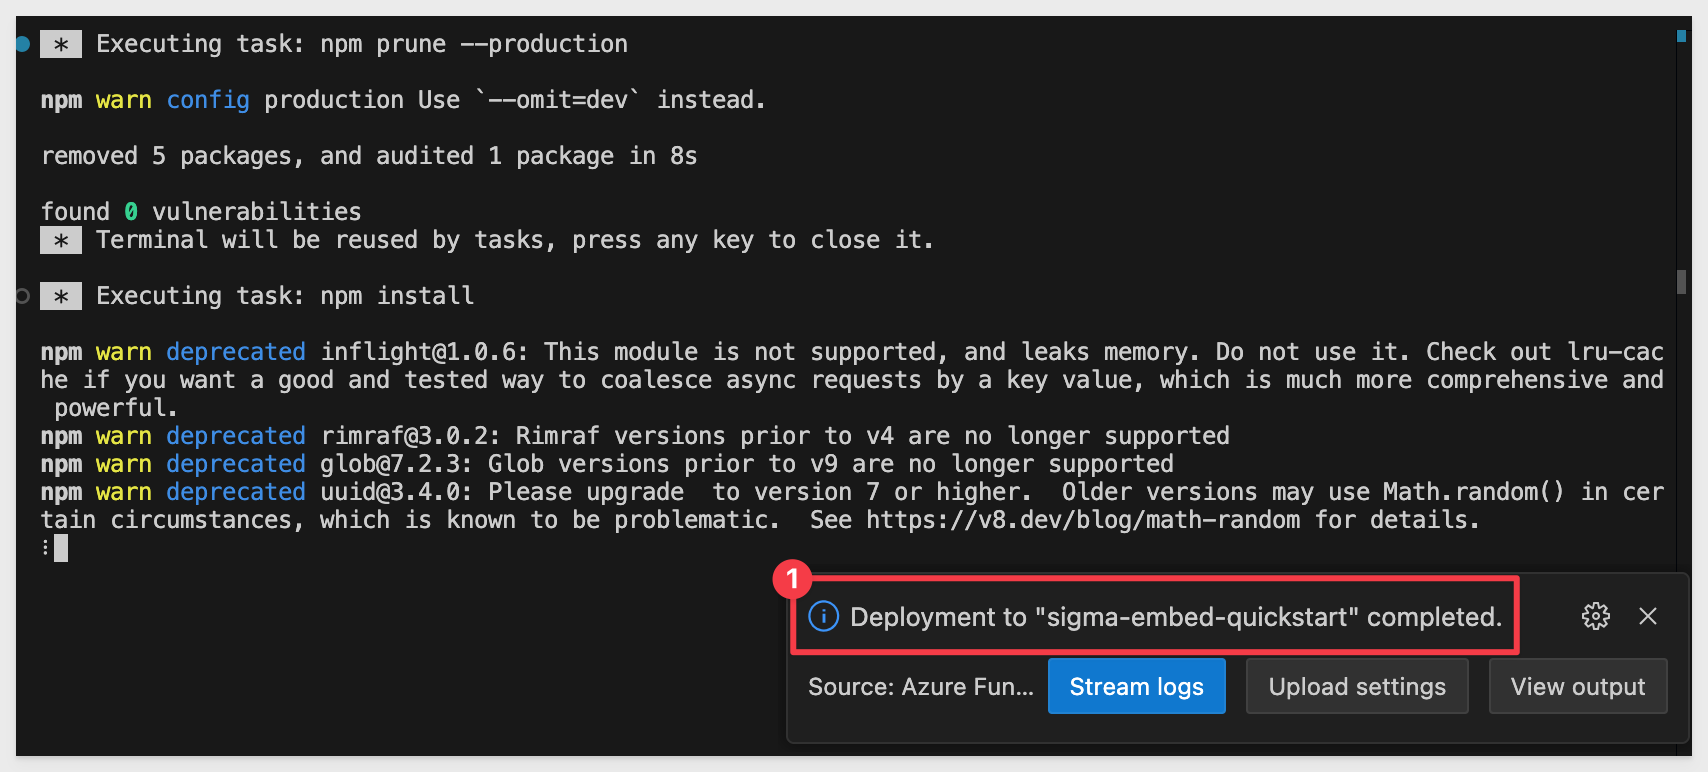 * Executing task: npm prune --production
npm warn config production Use `--omit=dev` instead.
removed 5 packages, and audited 1 package in 8s
found 0 vulnerabilities
* Terminal will be reused by tasks, press any key to close it.
* Executing task: npm install
npm warn deprecated inflight@1.0.6: This module is not supported, and leaks memory. Do not use it. Check out lru-cac
he if you want a good and tested way to coalesce async requests by a key value, which is much more comprehensive and
powerful.
npm warn deprecated rimraf@3.0.2: Rimraf versions prior to v4 are no longer supported
npm warn deprecated glob@7.2.3: Glob versions prior to v9 are no longer supported
npm warn deprecated uuid@3.4.0: Please upgrade  to version 7 or higher.  Older versions may use Math.random() in cer
tain circumstances, which is known to be problematic.  See https://v8.dev/blog/math-random for details.
1
Deployment to "sigma-embed-quickstart" completed.
Source: Azure Fun... Stream logs Upload settings View output